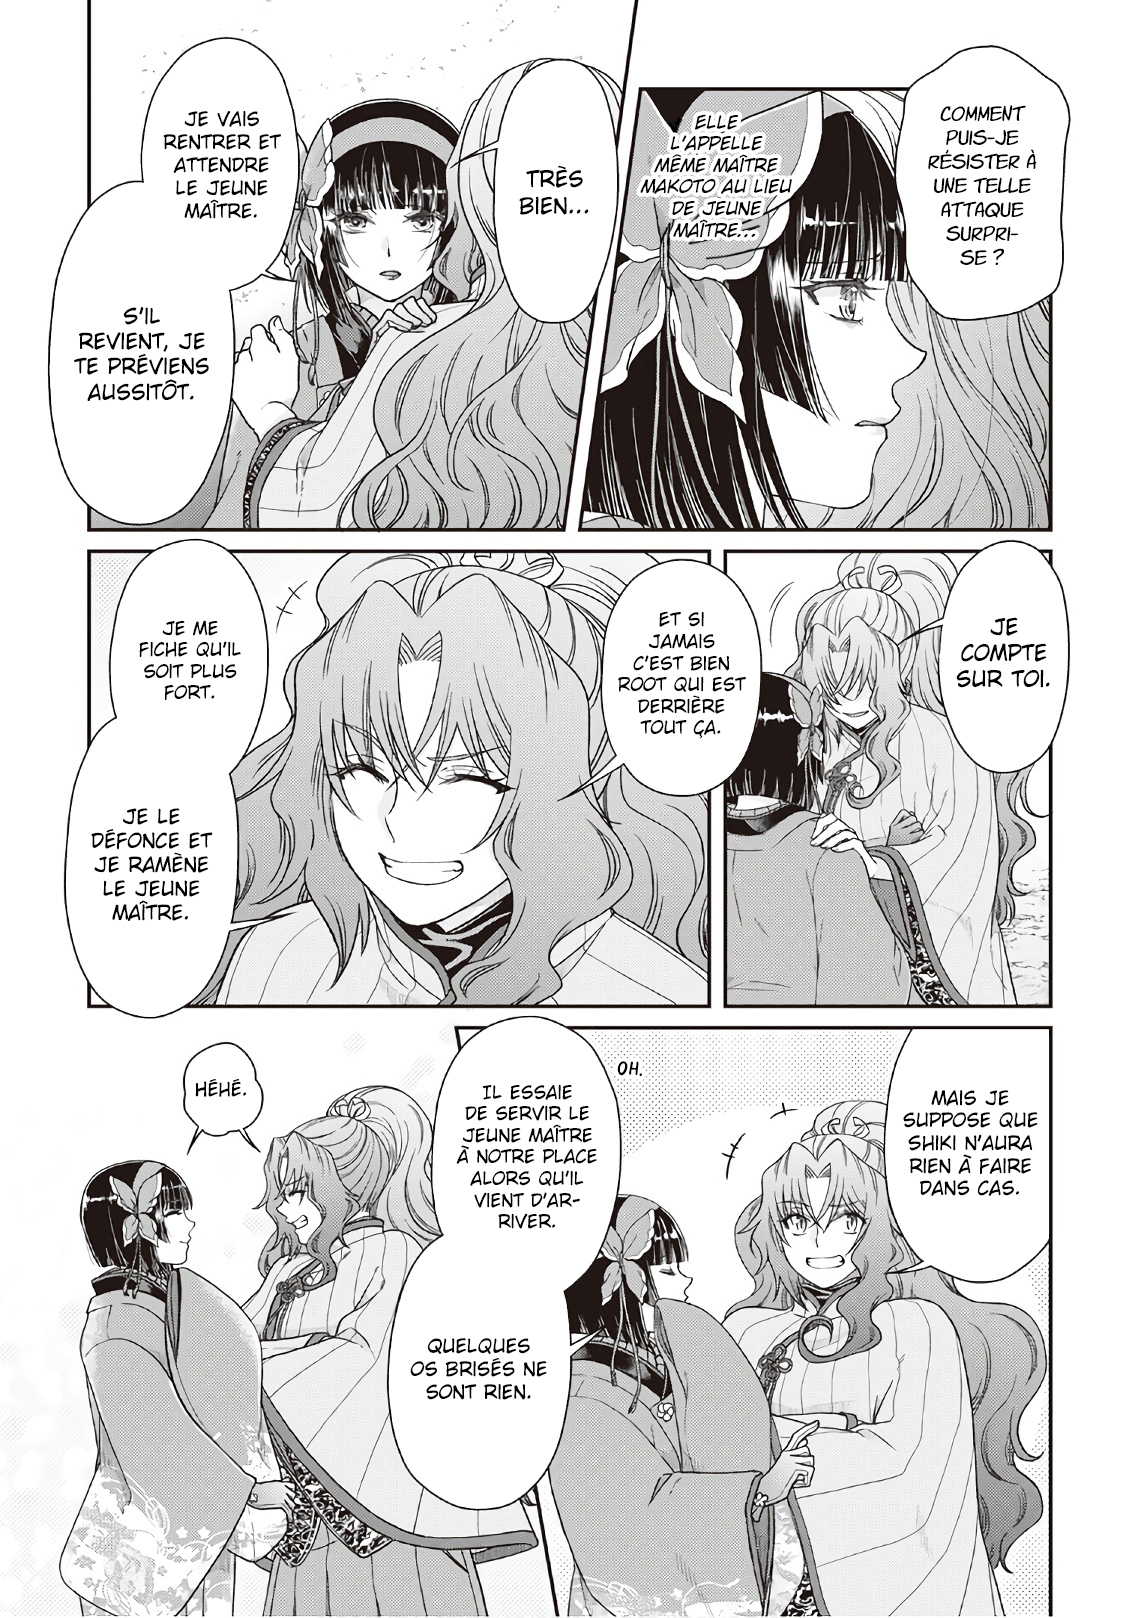 COMMENT
PUIS-JE
RÉSISTER À
UNE TELLE
ATTAQUE
SURPRI-
SE ?
ELLE
L'APPELLE
MÊME MAÎTRE
MAKOTO AU LIEU
DE JEUNE
MAÎTRE...
TRÈS
BIEN...
JE VAIS
RENTRER ET
ATTENDRE
LE JEUNE
MAÎTRE.
S'IL
REVIENT, JE
TE PRÉVIENS
AUSSITÔT.
JE
COMPTE
SUR TOI.
ET SI
JAMAIS
C'EST BIEN
ROOT QUI EST
DERRIÈRE
TOUT ÇA.
JE ME
FICHE QU'IL
SOIT PLUS
FORT.
JE LE
DÉFONCE ET
JE RAMÈNE
LE JEUNE
MAÎTRE.
MAIS JE
SUPPOSE QUE
SHIKI N'AURA
RIEN À FAIRE
DANS CAS.
OH.
IL ESSAIE
DE SERVIR LE
JEUNE MAÎTRE
À NOTRE PLACE
ALORS QU'IL
VIENT D'AR-
RIVER.
QUELQUES
OS BRISÉS NE
SONT RIEN.
HÉHÉ.